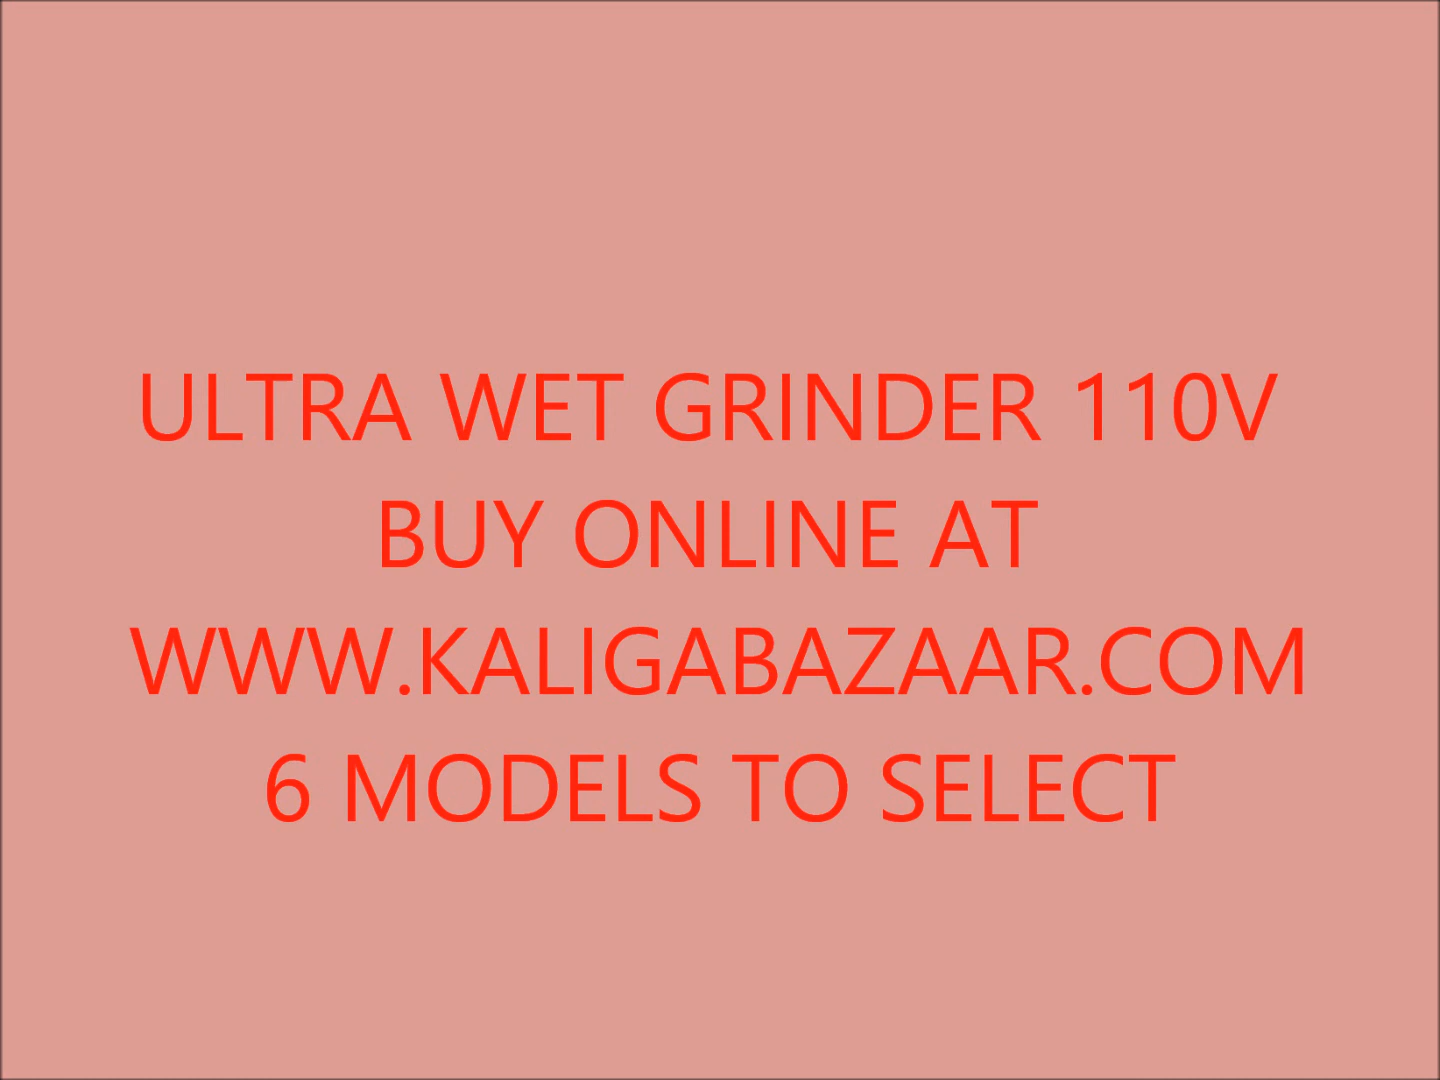 ULTRA WET GRINDER 110V
BUY ONLINE AT
WWW.KALIGABAZAAR.COM
6 MODELS TO SELECT